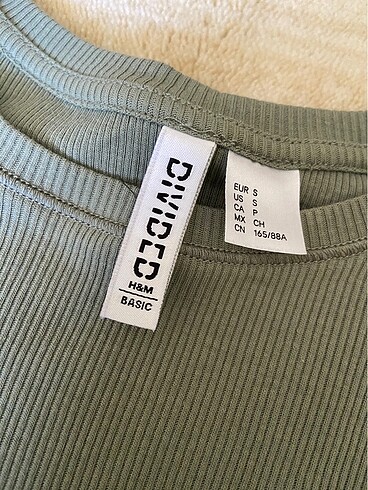 DIVIDED
H&M
BASIC
EUR S
US S
CA P
MX CH
CN 165/88A